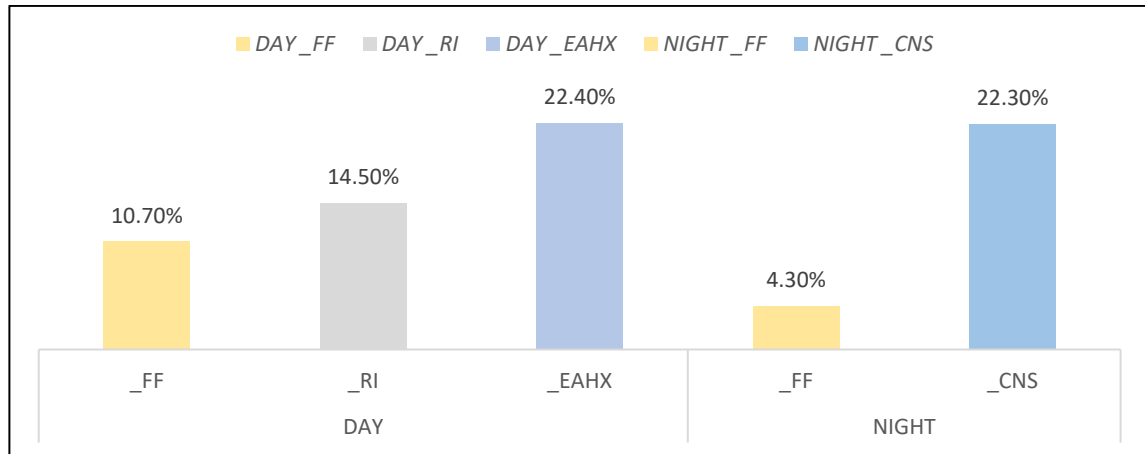 DAY _FF DAY _RI DAY _EAHX NIGHT _FF NIGHT _CNS
22.40% 22.30%
14.50%
10.70%
4.30%
_FF _RI _EAHX _FF _CNS
DAY NIGHT